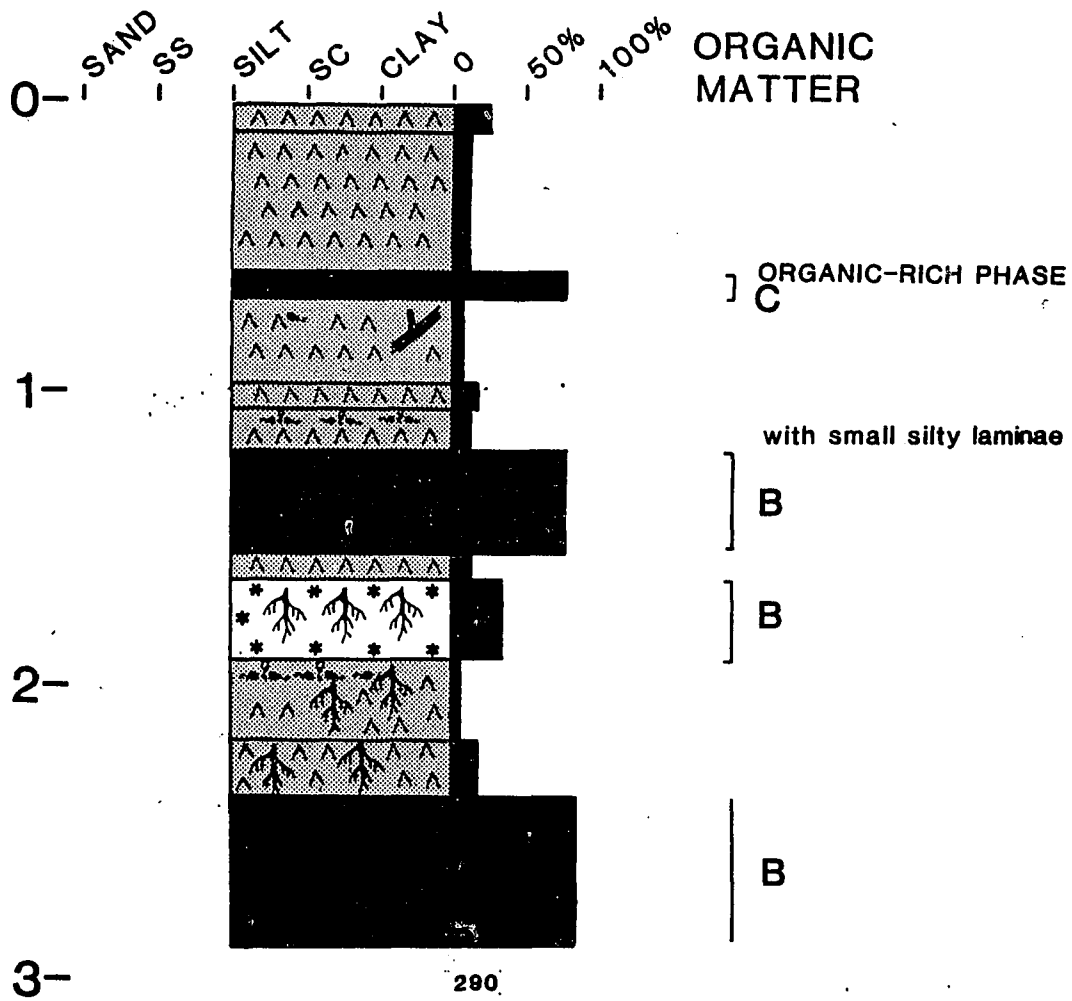 SAND SS SILT SC CLAY 0 50% 100% ORGANIC
MATTER
0
ORGANIC-RICH PHASE
C
1
with small silty laminae
B
B
2
B
3
290